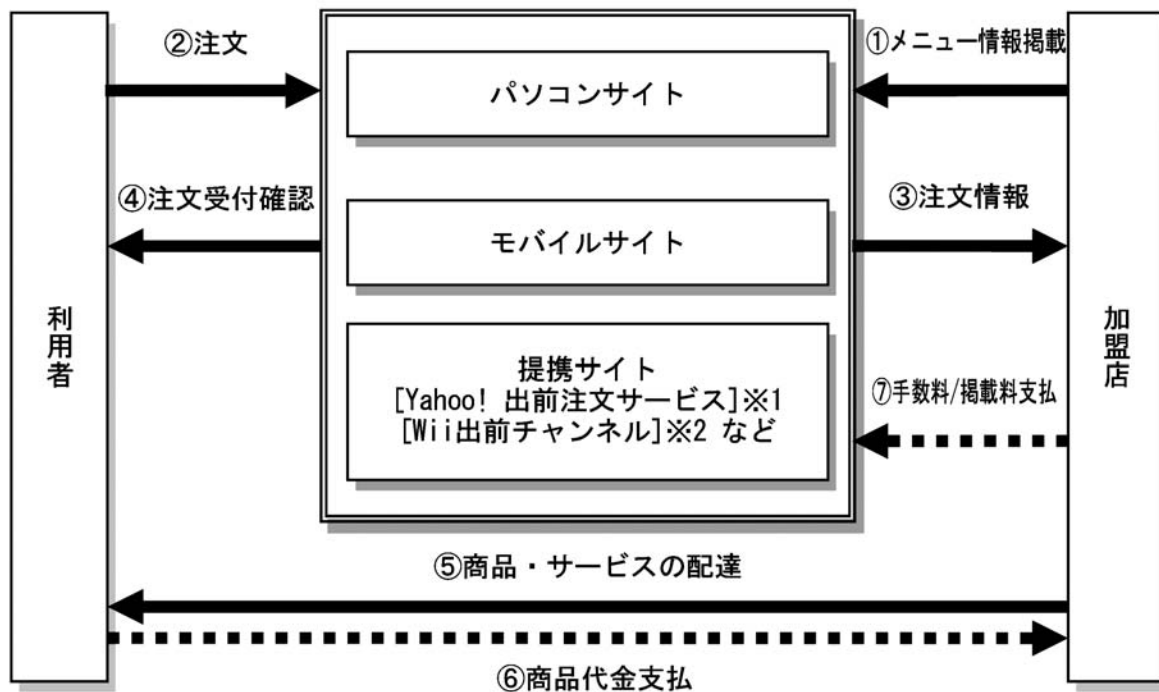 ②注文
①メニュー情報掲載
パソコンサイト
④注文受付確認
③注文情報
モバイルサイト
利用者
加盟店
提携サイト
[Yahoo! 出前注文サービス]※1
[Wii出前チャンネル]※2 など
⑦手数料/掲載料支払
⑤商品・サービスの配達
⑥商品代金支払